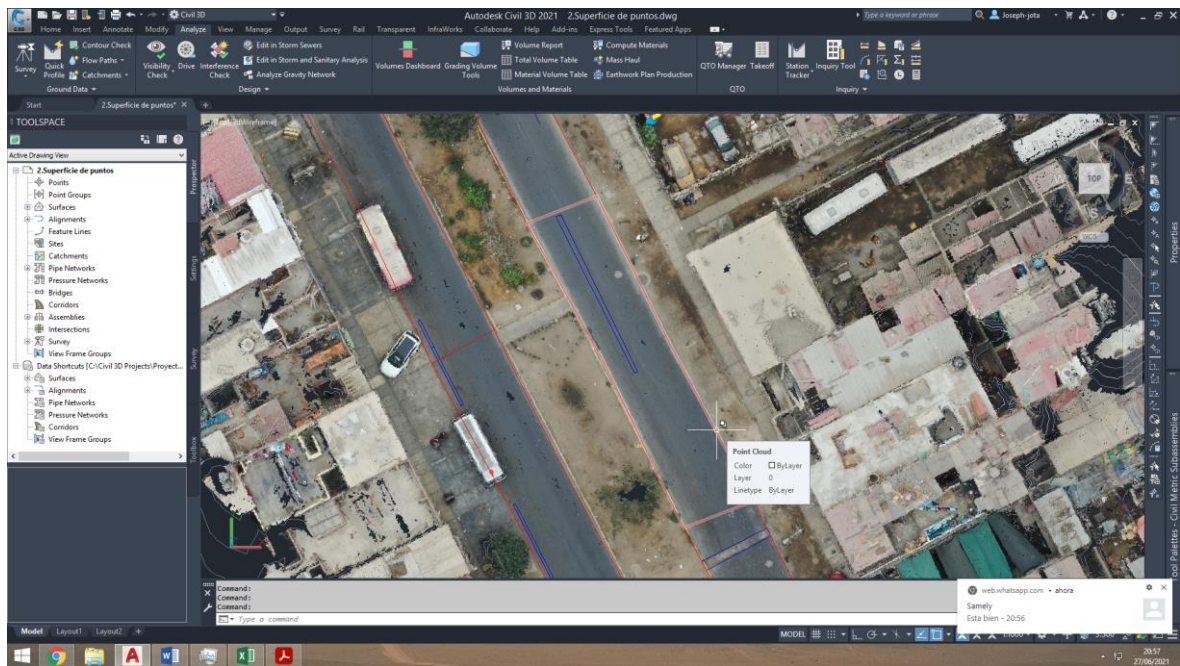 Civil 3D
Autodesk Civil 3D 2021 2.Superficie de puntos.dwg
Type a keyword or phrase
Joseph-jota
Home Insert Annotate Modify Analyze View Manage Output Survey Rail Transparent InfraWorks Collaborate Help Add-ins Express Tools Featured Apps
Survey
Quick Profile
Contour Check
Flow Paths
Catchments
Visibility Check
Drive
Interference Check
Edit in Storm Sewers
Edit in Storm and Sanitary Analysis
Analyze Gravity Network
Volumes Dashboard
Grading Volume Tools
Volume Report
Total Volume Table
Material Volume Table
Compute Materials
Mass Haul
Earthwork Plan Production
QTO Manager
Takeoff
Station Tracker
Inquiry Tool
Ground Data
Design
Volumes and Materials
QTO
Inquiry
Start
2.Superficie de puntos*
TOOLSPACE
Active Drawing View
2.Superficie de puntos
Points
Point Groups
Surfaces
Alignments
Feature Lines
Sites
Catchments
Pipe Networks
Pressure Networks
Bridges
Corridors
Assemblies
Intersections
Survey
View Frame Groups
Data Shortcuts [C:\Civil 3D Projects\Proyect...
Surfaces
Alignments
Pipe Networks
Pressure Networks
Corridors
View Frame Groups
Prospector
Settings
Survey
Toolbox
TOP
E
S
WCS
Properties
Tool Palettes - Civil Metric Subassemblies
Point Cloud
Color ByLayer
Layer 0
Linetype ByLayer
Command:
Command:
Command:
Type a command
web.whatsapp.com • ahora
Samely
Esta bien - 20:56
Model Layout1 Layout2 +
MODEL
20:57
27/06/2021